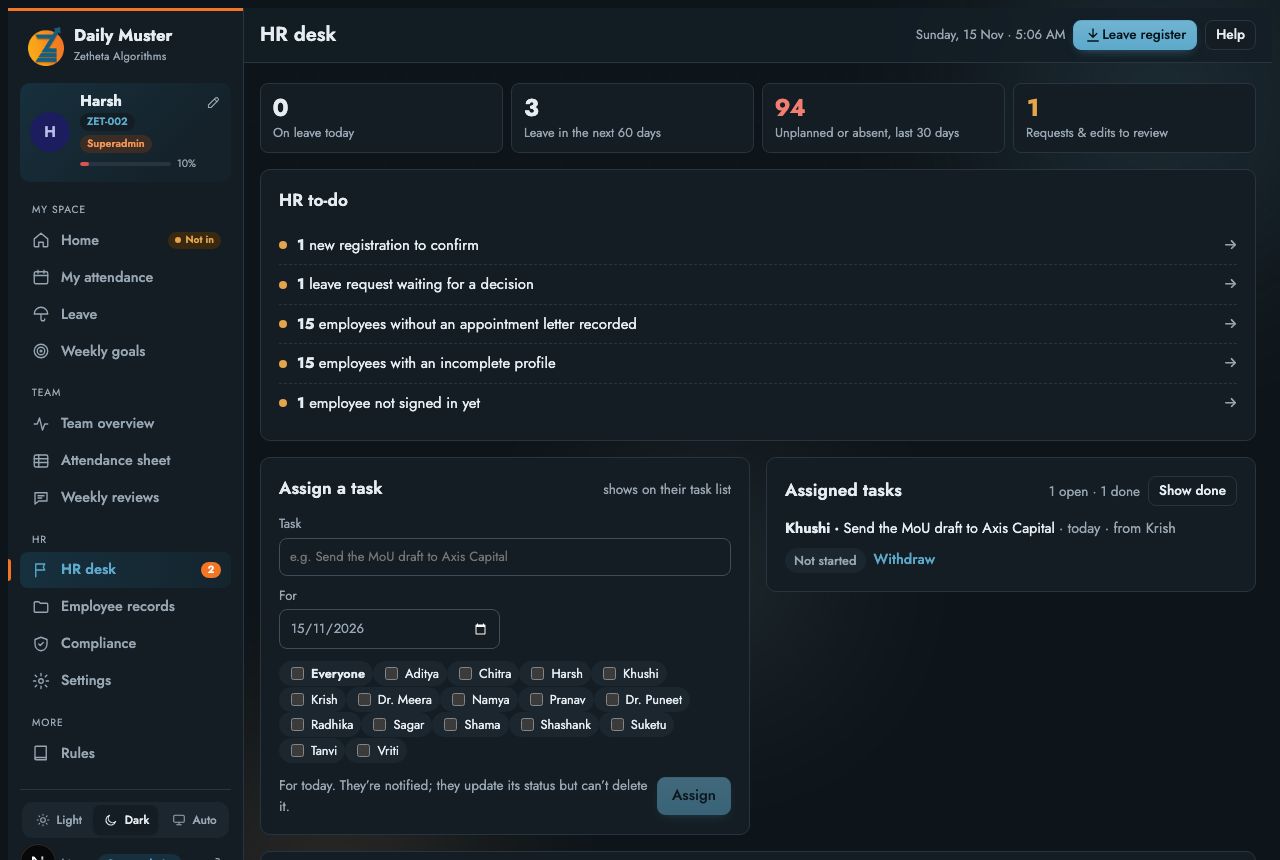 Daily Muster
Zetheta Algorithms
Harsh
ZET-002
Superadmin
10%
H
MY SPACE
Home
Not in
My attendance
Leave
Weekly goals
TEAM
Team overview
Attendance sheet
Weekly reviews
HR
HR desk
2
Employee records
Compliance
Settings
MORE
Rules
Light
Dark
Auto
HR desk
Sunday, 15 Nov · 5:06 AM
Leave register
Help
0
On leave today
3
Leave in the next 60 days
94
Unplanned or absent, last 30 days
1
Requests & edits to review
HR to-do
1 new registration to confirm
1 leave request waiting for a decision
15 employees without an appointment letter recorded
15 employees with an incomplete profile
1 employee not signed in yet
Assign a task
shows on their task list
Task
e.g. Send the MoU draft to Axis Capital
For
15/11/2026
Everyone Aditya Chitra Harsh Khushi
Krish Dr. Meera Namya Pranav Dr. Puneet
Radhika Sagar Shama Shashank Suketu
Tanvi Vriti
For today. They're notified; they update its status but can't delete
it.
Assign
Assigned tasks
1 open · 1 done
Show done
Khushi · Send the MoU draft to Axis Capital · today · from Krish
Not started
Withdraw